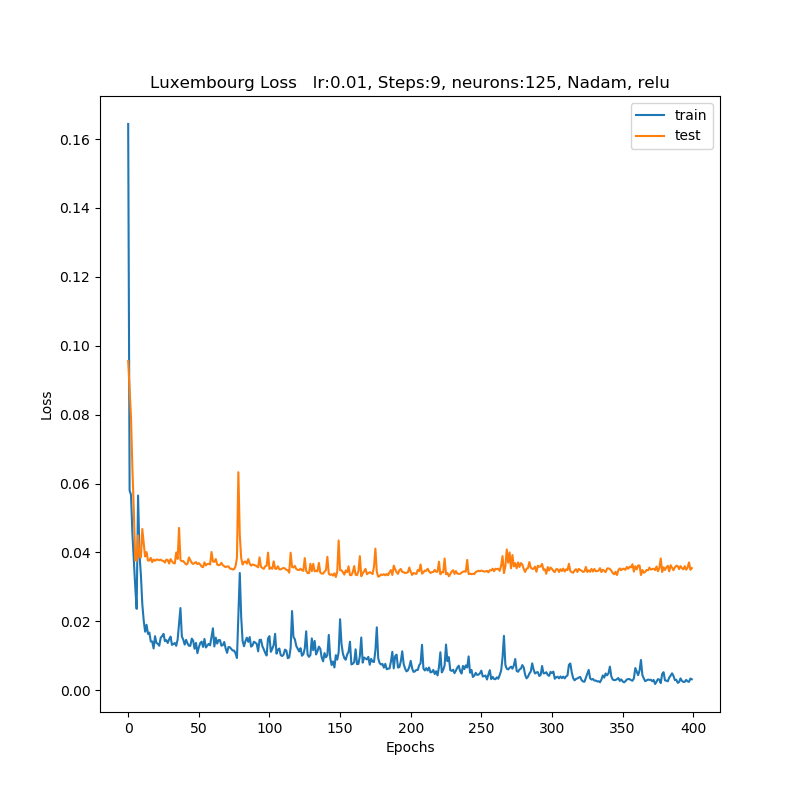 Luxembourg Loss   lr:0.01, Steps:9, neurons:125, Nadam, relu
train
test
0.16
0.14
0.12
0.10
0.08
0.06
0.04
0.02
0.00
Loss
0 50 100 150 200 250 300 350 400
Epochs